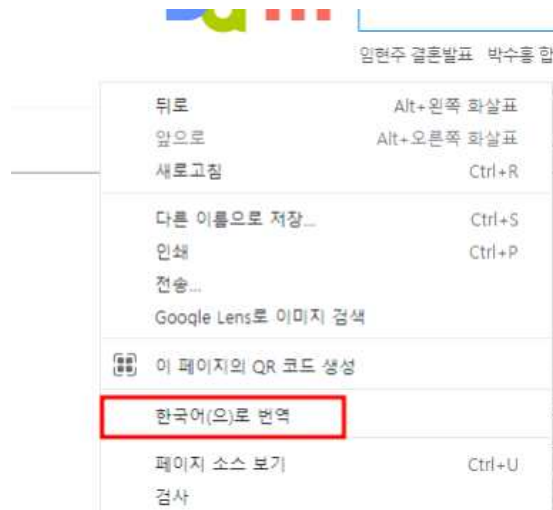 임현주 결혼발표 박수홍 합
뒤로 Alt+왼쪽 화살표
앞으로 Alt+오른쪽 화살표
새로고침 Ctrl+R
다른 이름으로 저장... Ctrl+S
인쇄 Ctrl+P
전송...
Google Lens로 이미지 검색
이 페이지의 QR 코드 생성
한국어(으)로 번역
페이지 소스 보기 Ctrl+U
검사